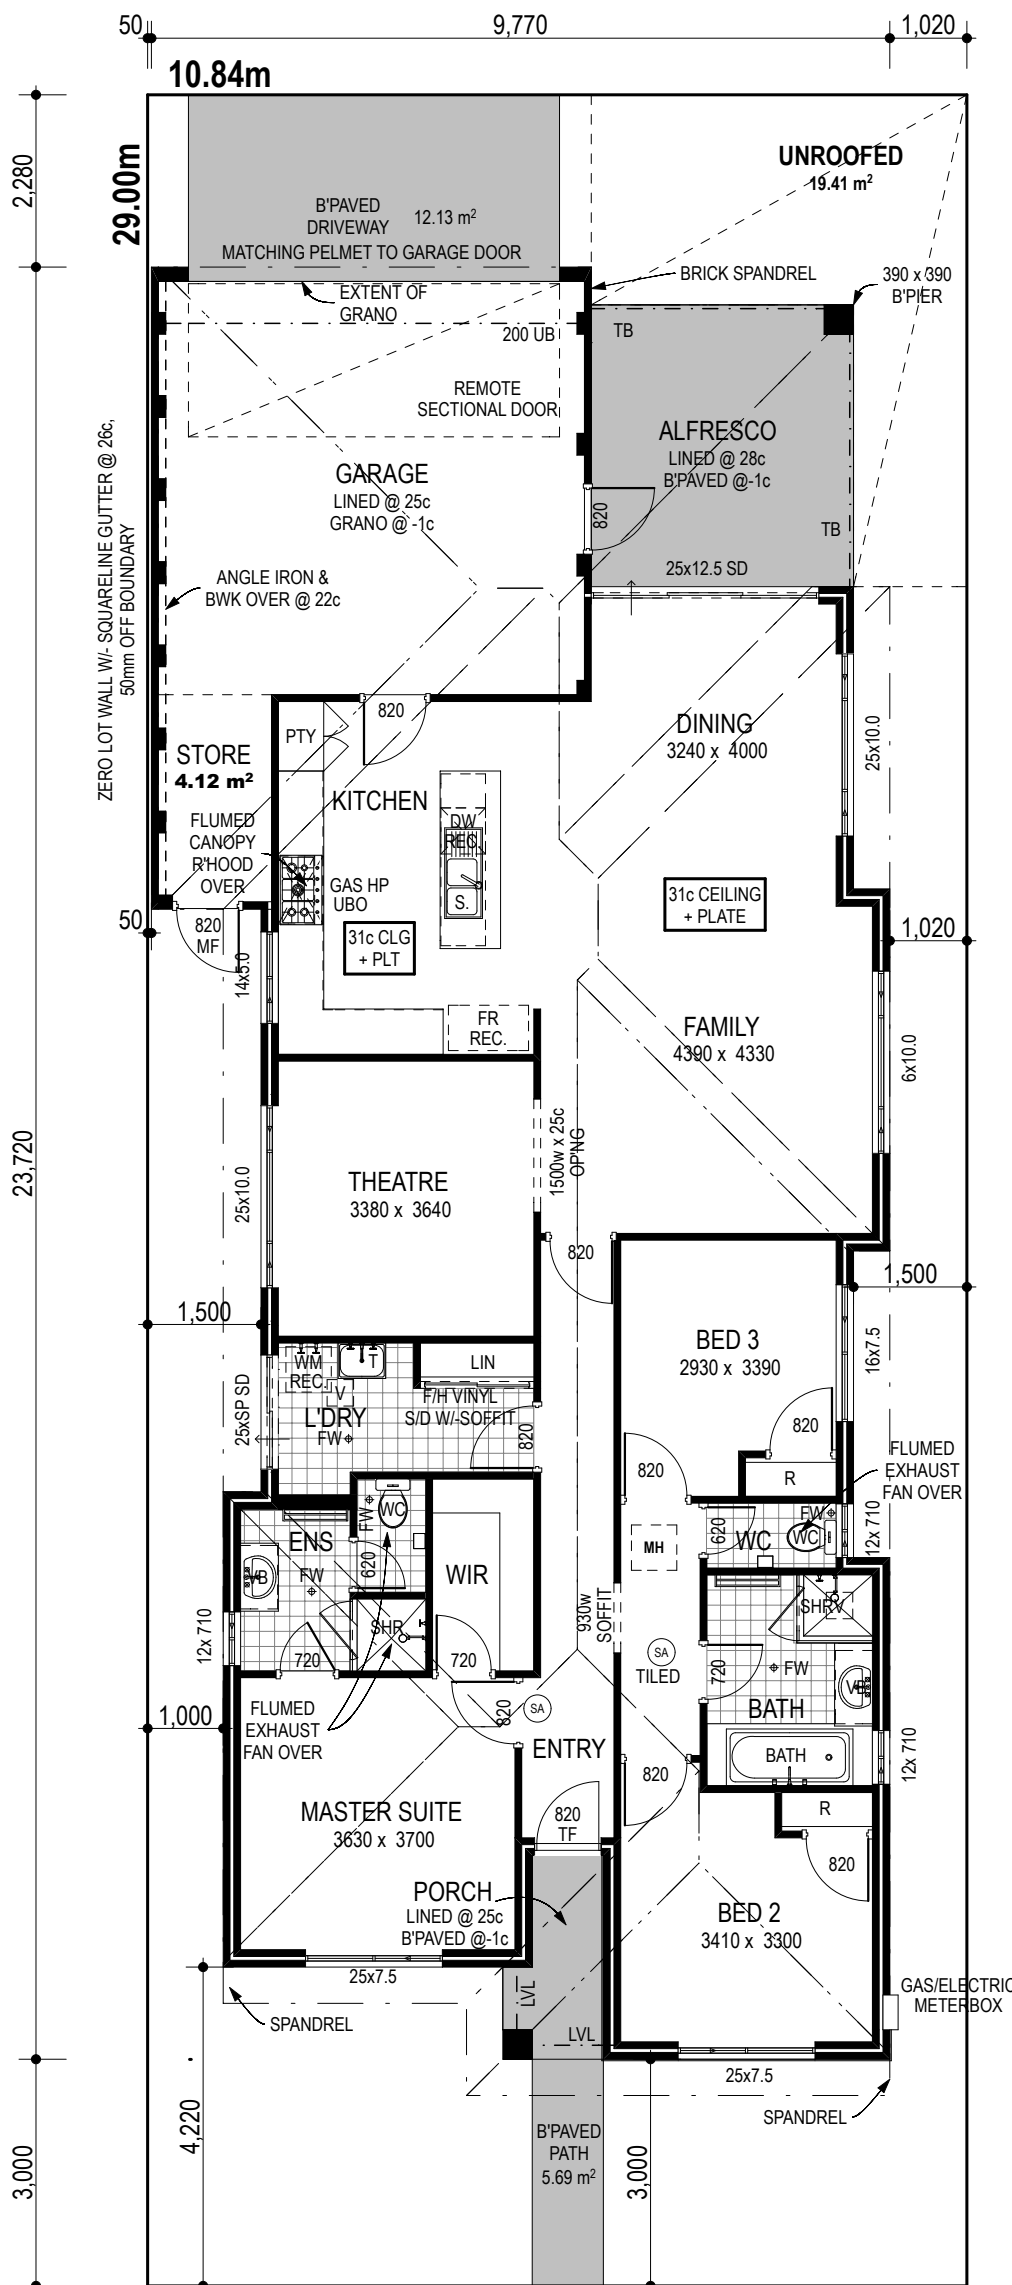 50
9,770
1,020
10.84m
2,280
29.00m
UNROOFED
19.41 m²
B'PAVED
DRIVEWAY
12.13 m²
MATCHING PELMET TO GARAGE DOOR
BRICK SPANDREL
390 x 390
B'PIER
EXTENT OF
GRANO
200 UB
TB
REMOTE
SECTIONAL DOOR
ALFRESCO
LINED @ 28c
B'PAVED @-1c
GARAGE
LINED @ 25c
GRANO @ -1c
820
TB
25x12.5 SD
ZERO LOT WALL W/- SQUARELINE GUTTER @ 26c,
50mm OFF BOUNDARY
ANGLE IRON &
BWK OVER @ 22c
820
PTY
DINING
3240 x 4000
25x10.0
STORE
4.12 m²
KITCHEN
FLUMED
CANOPY
R'HOOD
OVER
DW
REC.
GAS HP
UBO
S.
31c CEILING
+ PLATE
50
820
MF
31c CLG
+ PLT
1,020
14x5.0
FR
REC.
FAMILY
4390 x 4330
6x10.0
23,720
1500w x 25c
OP'NG
THEATRE
3380 x 3640
25x10.0
820
1,500
1,500
BED 3
2930 x 3390
16x7.5
WM
REC.
T
LIN
V
F/H VINYL
S/D W/-SOFFIT
L'DRY
FW
25xSP SD
820
820
820
R
FLUMED
EXHAUST
FAN OVER
WC
FW
ENS
FW
620
VB
SHR
WIR
MH
620
WC
WC
FW
12x 710
930w
SOFFIT
SHR
V
12x 710
720
720
SA
TILED
720
FW
VB
BATH
1,000
FLUMED
EXHAUST
FAN OVER
820
SA
ENTRY
BATH
12x 710
820
MASTER SUITE
3630 x 3700
820
TF
R
820
PORCH
LINED @ 25c
B'PAVED @-1c
BED 2
3410 x 3300
25x7.5
LVL
GAS/ELECTRIC
METERBOX
SPANDREL
LVL
25x7.5
SPANDREL
4,220
3,000
B'PAVED
PATH
5.69 m²
3,000